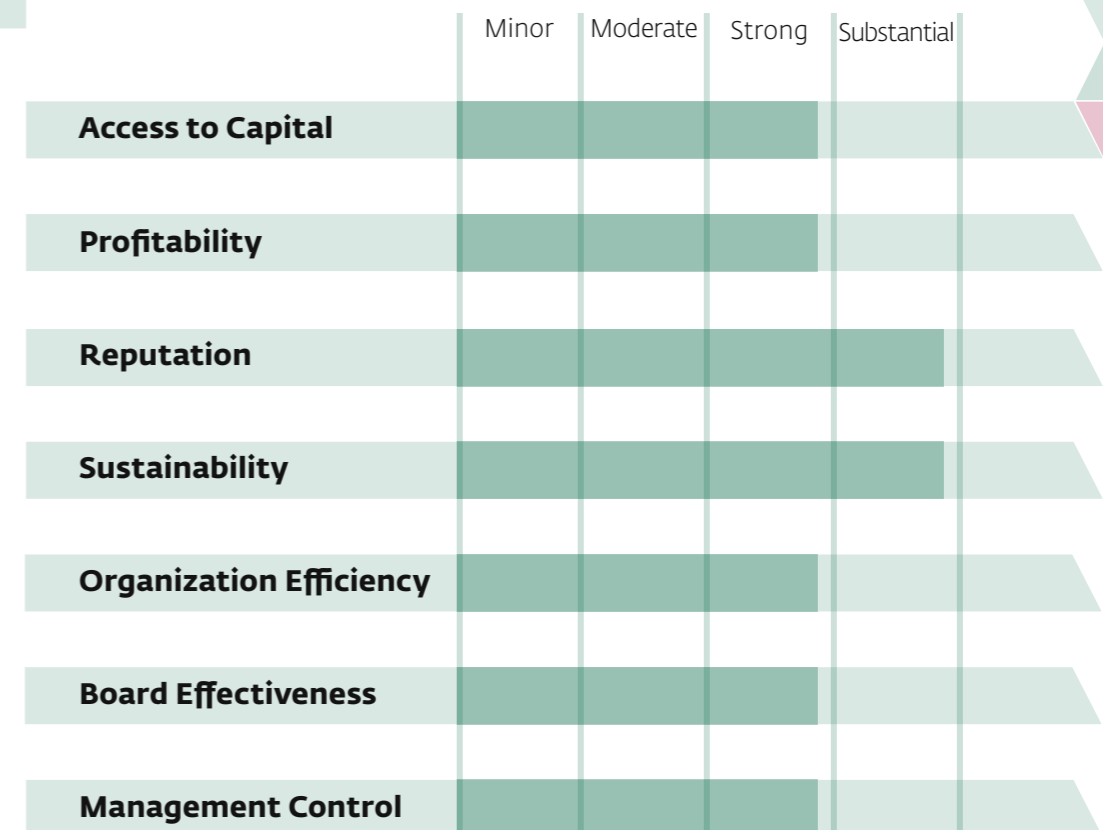 Minor Moderate Strong Substantial
Access to Capital
Profitability
Reputation
Sustainability
Organization Efficiency
Board Effectiveness
Management Control